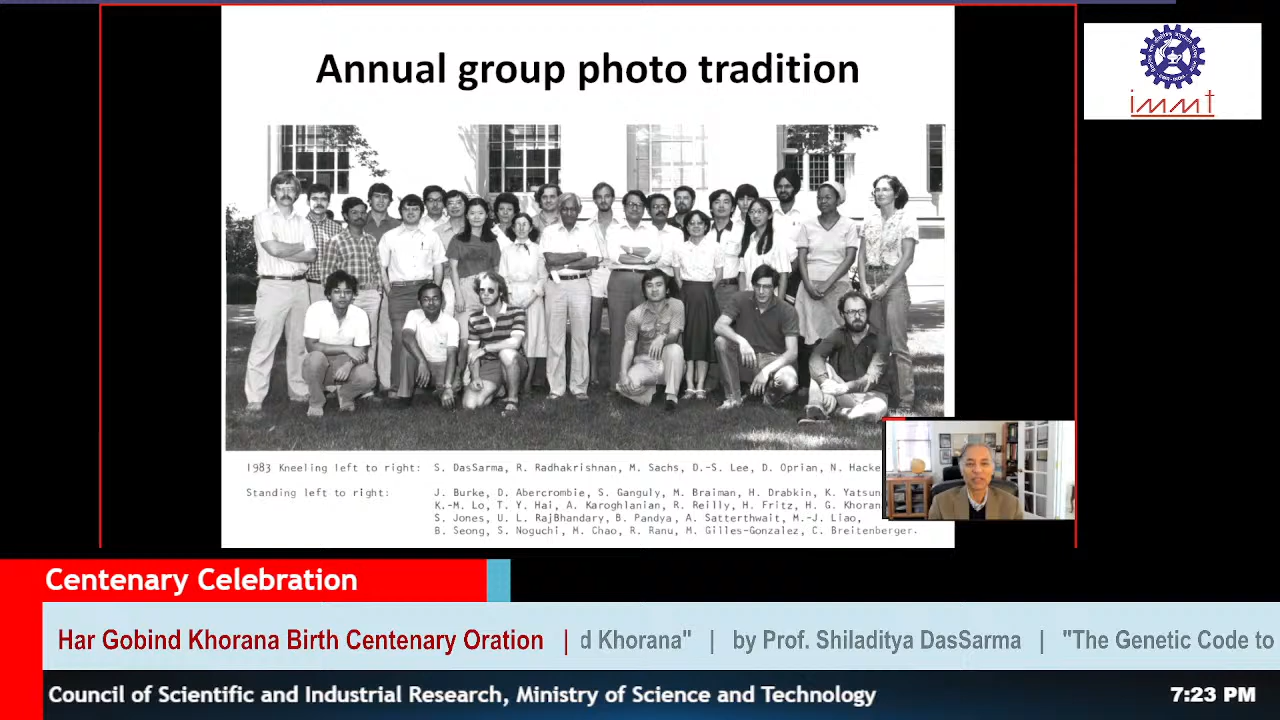 Annual group photo tradition
immt
1983 Kneeling left to right: S. DasSarma, R. Radhakrishnan, M. Sachs, D.-S. Lee, D. Oprian, N. Hacke
Standing left to right: J. Burke, D. Abercrombie, S. Ganguly, M. Braiman, H. Drabkin, K. Yatsun
K.-M. Lo, T. Y. Hai, A. Karoghlanian, R. Reilly, H. Fritz, H. G. Khoran
S. Jones, U. L. RajBhandary, B. Pandya, A. Satterthwait, M.-J. Liao,
B. Seong, S. Noguchi, M. Chao, R. Ranu, M. Gilles-Gonzalez, C. Breitenberger.
Centenary Celebration
Har Gobind Khorana Birth Centenary Oration | d Khorana" | by Prof. Shiladitya DasSarma | "The Genetic Code to
Council of Scientific and Industrial Research, Ministry of Science and Technology 7:23 PM